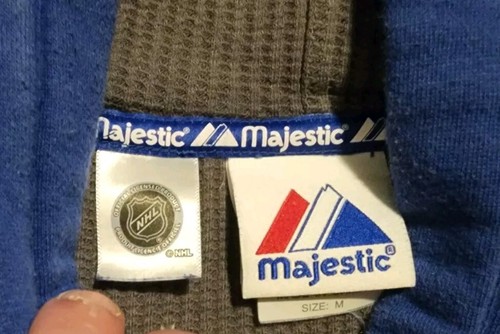 Majestic® Majestic®
NHL
© NHL
Majestic®
SIZE: M